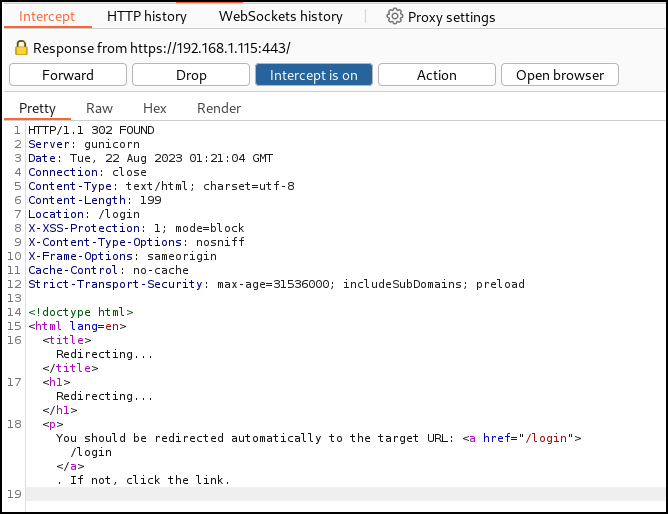 Intercept HTTP history WebSockets history Proxy settings
Response from https://192.168.1.115:443/
Forward Drop Intercept is on Action Open browser
Pretty Raw Hex Render
1 HTTP/1.1 302 FOUND
2 Server: gunicorn
3 Date: Tue, 22 Aug 2023 01:21:04 GMT
4 Connection: close
5 Content-Type: text/html; charset=utf-8
6 Content-Length: 199
7 Location: /login
8 X-XSS-Protection: 1; mode=block
9 X-Content-Type-Options: nosniff
10 X-Frame-Options: sameorigin
11 Cache-Control: no-cache
12 Strict-Transport-Security: max-age=31536000; includeSubDomains; preload
13
14 <!doctype html>
15 <html lang=en>
16 <title>
Redirecting...
</title>
17 <h1>
Redirecting...
</h1>
18 <p>
You should be redirected automatically to the target URL: <a href="/login">
/login
</a>
. If not, click the link.
19